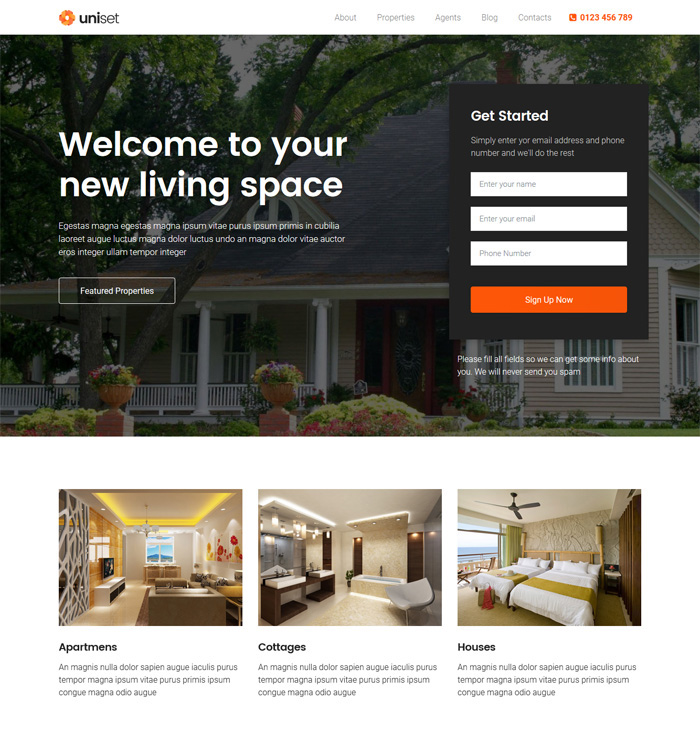 uniset
About Properties Agents Blog Contacts 0123 456 789
Welcome to your
new living space
Egestas magna egestas magna ipsum vitae purus ipsum primis in cubilia
laoreet augue luctus magna dolor luctus undo an magna dolor vitae auctor
eros integer ullam tempor integer
Featured Properties
Get Started
Simply enter yor email address and phone
number and we'll do the rest
Enter your name
Enter your email
Phone Number
Sign Up Now
Please fill all fields so we can get some info about
you. We will never send you spam
Apartmens
An magnis nulla dolor sapien augue iaculis purus
tempor magna ipsum vitae purus primis ipsum
congue magna odio augue
Cottages
An magnis nulla dolor sapien augue iaculis purus
tempor magna ipsum vitae purus primis ipsum
congue magna odio augue
Houses
An magnis nulla dolor sapien augue iaculis purus
tempor magna ipsum vitae purus primis ipsum
congue magna odio augue